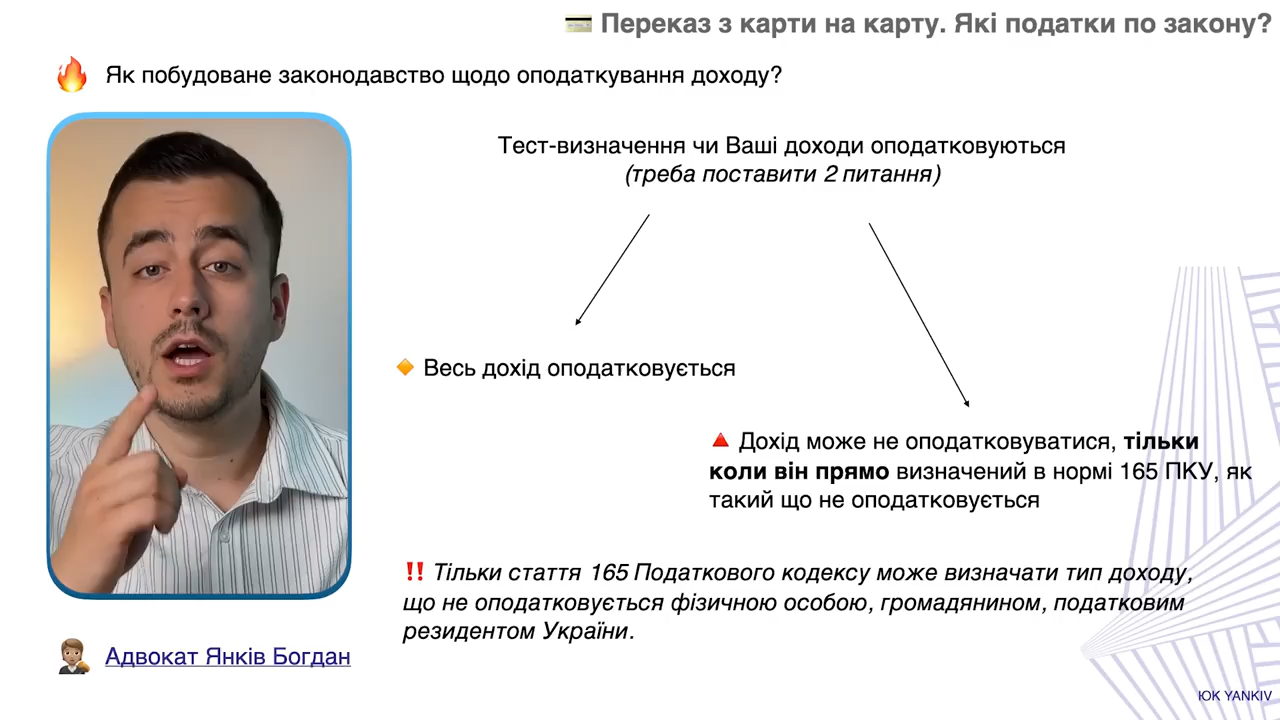 Переказ з карти на карту. Які податки по закону?
Як побудоване законодавство щодо оподаткування доходу?
Тест-визначення чи Ваші доходи оподатковуються
(треба поставити 2 питання)
Весь дохід оподатковується
Дохід може не оподатковуватися, тільки
коли він прямо визначений в нормі 165 ПКУ, як
такий що не оподатковується
‼ Тільки стаття 165 Податкового кодексу може визначати тип доходу,
що не оподатковується фізичною особою, громадянином, податковим
резидентом України.
Адвокат Янків Богдан
ЮК YANKIV